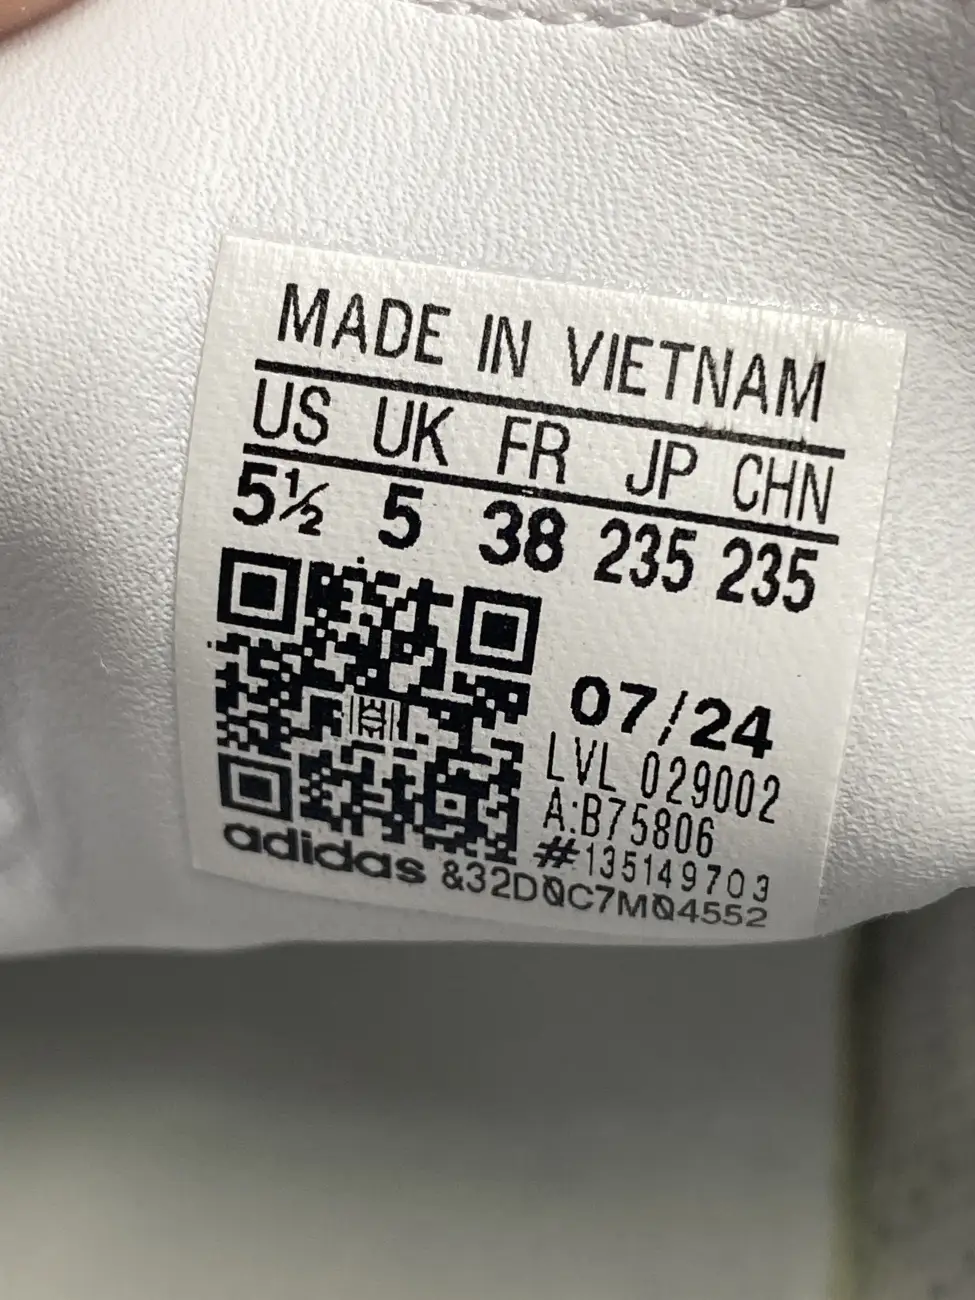 MADE IN VIETNAM
US UK FR JP CHN
5½ 5 38 235 235
07/24
LVL 029002
A:B75806
#135149703
adidas &32D0C7M04552